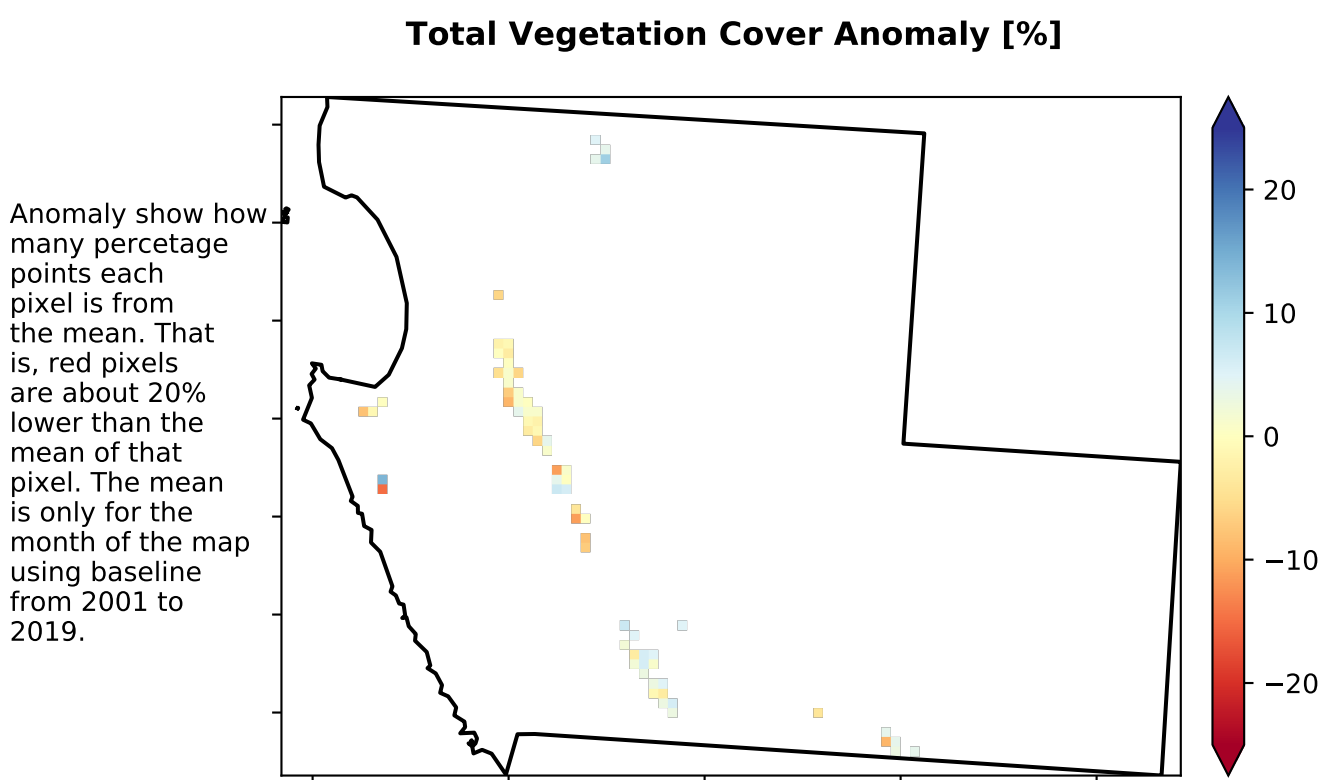 Total Vegetation Cover Anomaly [%]
Anomaly show how
many percetage
points each
pixel is from
the mean. That
is, red pixels
are about 20%
lower than the
mean of that
pixel. The mean
is only for the
month of the map
using baseline
from 2001 to
2019.
20
10
0
−10
−20